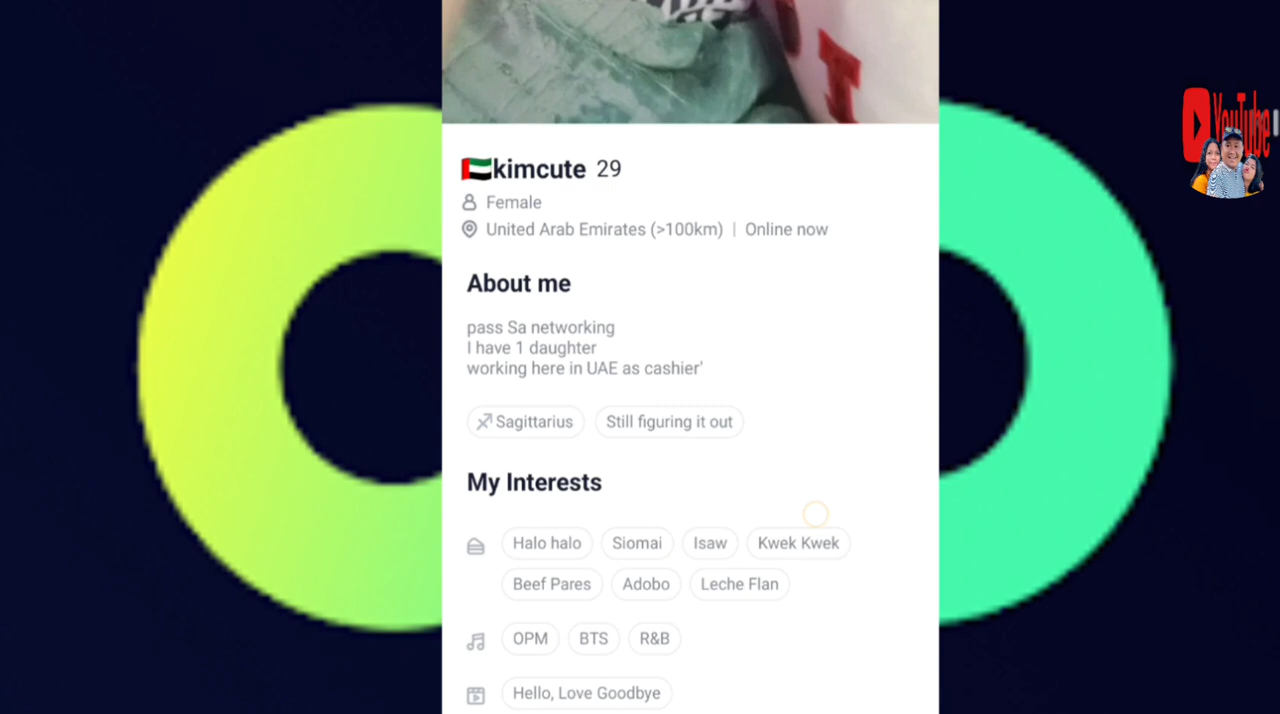 YouTube
kimcute 29
Female
United Arab Emirates (>100km) | Online now
About me
pass Sa networking
I have 1 daughter
working here in UAE as cashier'
Sagittarius Still figuring it out
My Interests
Halo halo Siomai Isaw Kwek Kwek
Beef Pares Adobo Leche Flan
OPM BTS R&B
Hello, Love Goodbye